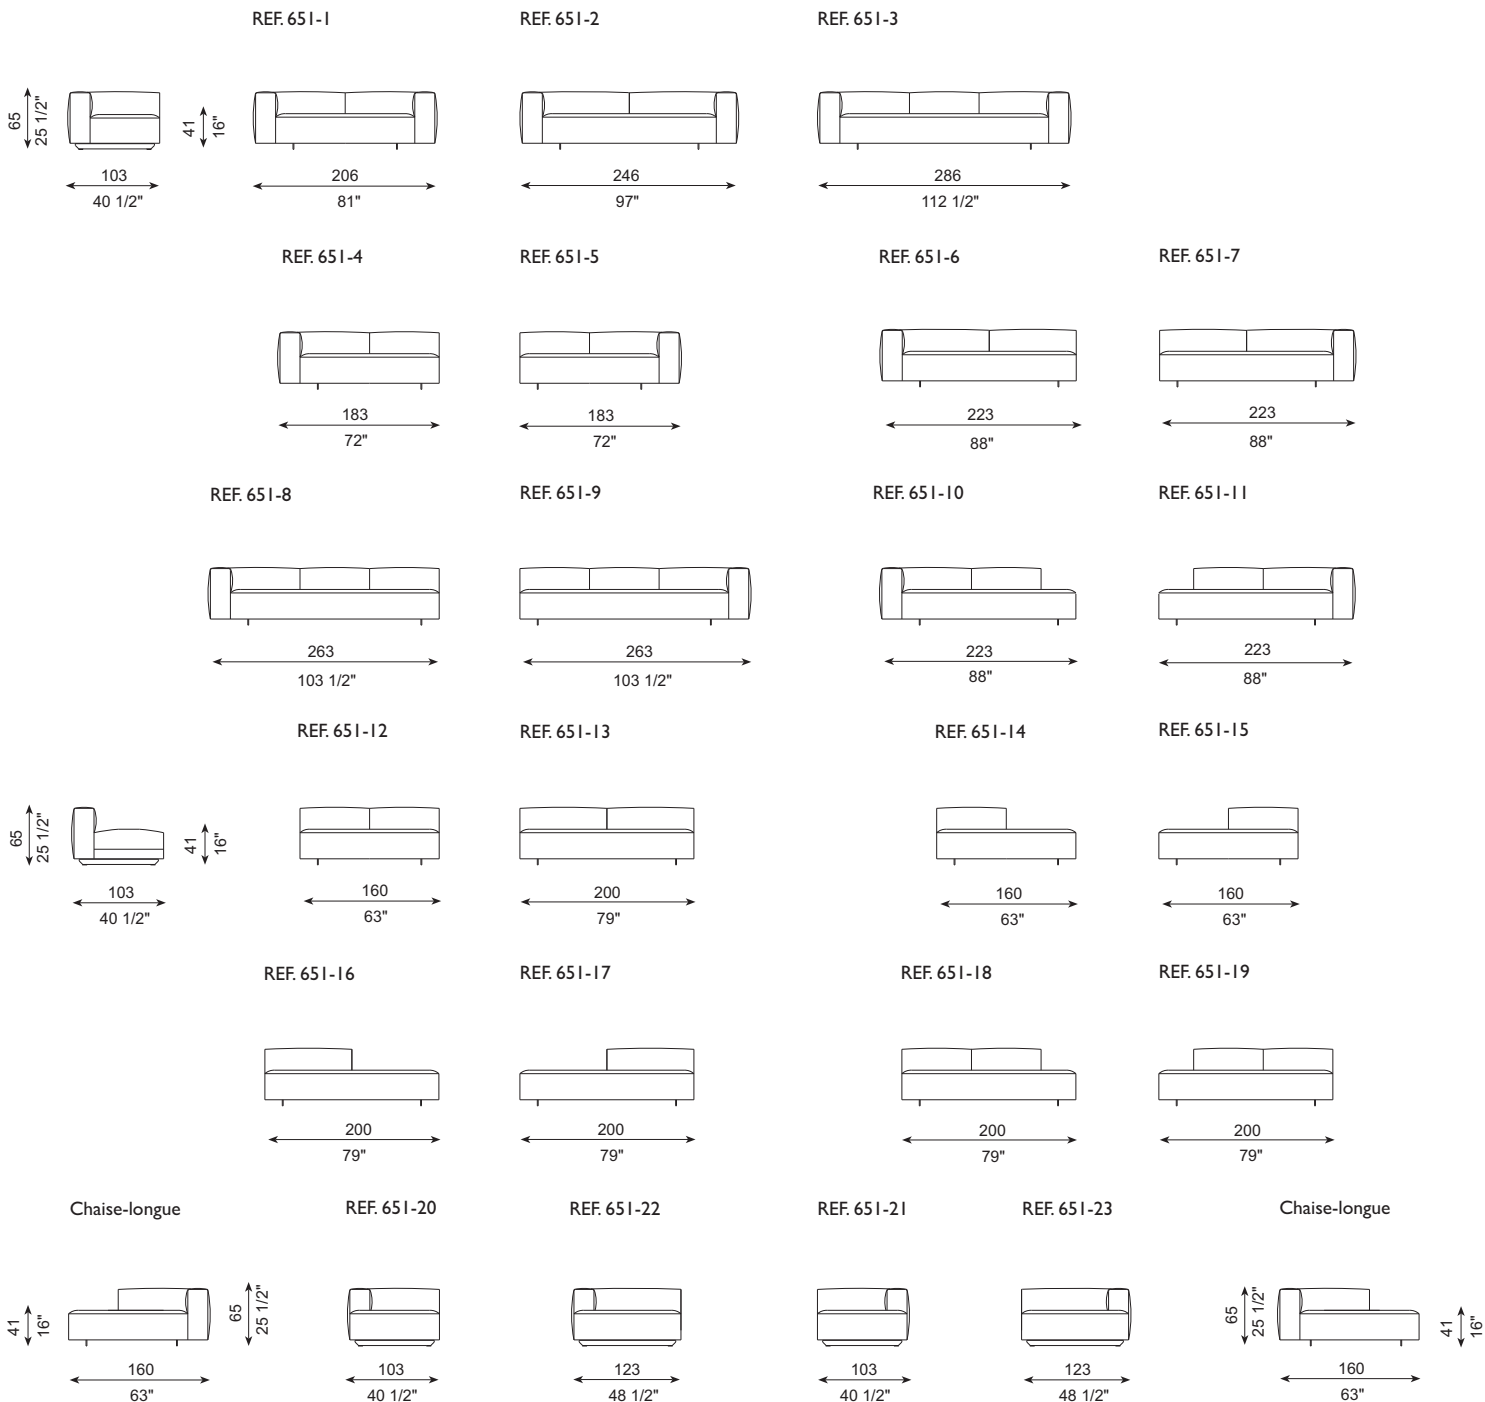 REF. 651-1
REF. 651-2
REF. 651-3
65
25 1/2"
41
16"
103
40 1/2"
206
81"
246
97"
286
112 1/2"
REF. 651-4
REF. 651-5
REF. 651-6
REF. 651-7
183
72"
183
72"
223
88"
223
88"
REF. 651-8
REF. 651-9
REF. 651-10
REF. 651-11
263
103 1/2"
263
103 1/2"
223
88"
223
88"
REF. 651-12
REF. 651-13
REF. 651-14
REF. 651-15
65
25 1/2"
41
16"
103
40 1/2"
160
63"
200
79"
160
63"
160
63"
REF. 651-16
REF. 651-17
REF. 651-18
REF. 651-19
200
79"
200
79"
200
79"
200
79"
Chaise-longue
REF. 651-20
REF. 651-22
REF. 651-21
REF. 651-23
Chaise-longue
41
16"
65
25 1/2"
65
25 1/2"
41
16"
160
63"
103
40 1/2"
123
48 1/2"
103
40 1/2"
123
48 1/2"
160
63"